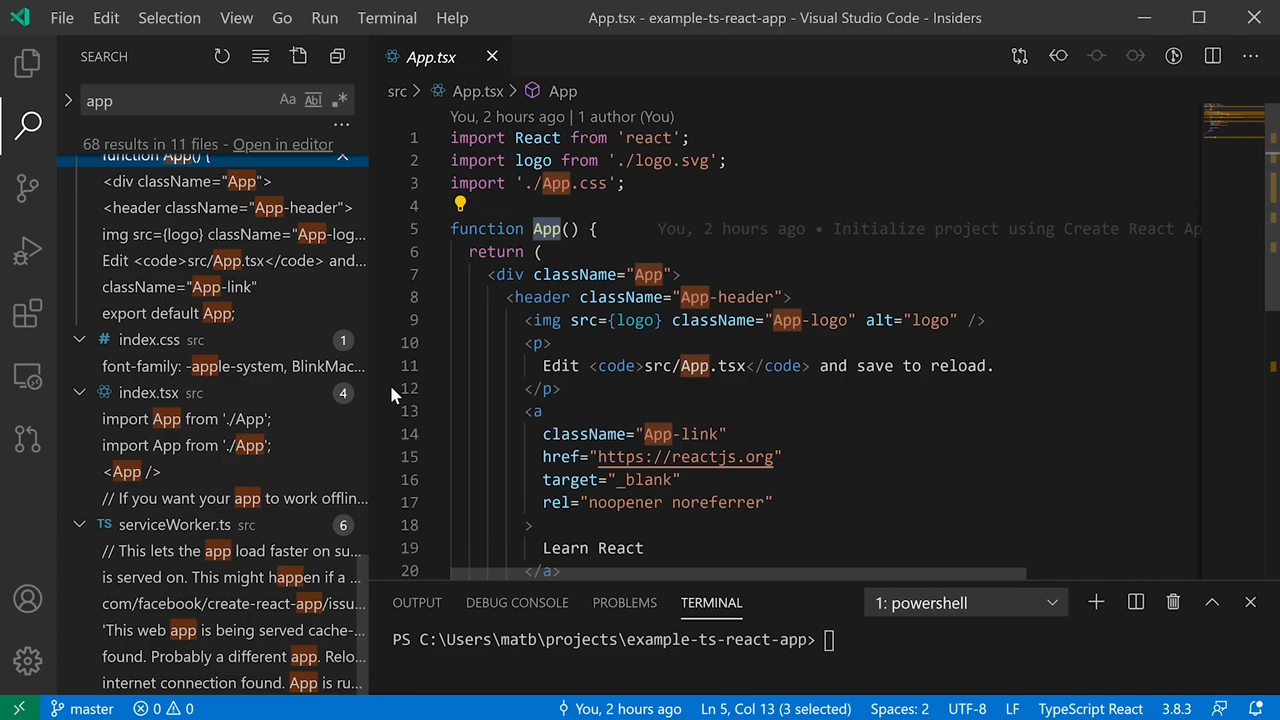 File Edit Selection View Go Run Terminal Help
App.tsx - example-ts-react-app - Visual Studio Code - Insiders
SEARCH
app
Aa Abl .*
68 results in 11 files - Open in editor
function App() {
<div className="App">
<header className="App-header">
img src={logo} className="App-log...
Edit <code>src/App.tsx</code> and...
className="App-link"
export default App;
# index.css src 1
font-family: -apple-system, BlinkMac...
index.tsx src 4
import App from './App';
import App from './App';
<App />
// If you want your app to work offlin...
TS serviceWorker.ts src 6
// This lets the app load faster on su...
is served on. This might happen if a ...
com/facebook/create-react-app/issu...
'This web app is being served cache-...
found. Probably a different app. Relo...
internet connection found. App is ru...
App.tsx
src > App.tsx > App
You, 2 hours ago | 1 author (You)
1 import React from 'react';
2 import logo from './logo.svg';
3 import './App.css';
4
5 function App() { You, 2 hours ago • Initialize project using Create React Ap
6 return (
7 <div className="App">
8 <header className="App-header">
9 <img src={logo} className="App-logo" alt="logo" />
10 <p>
11 Edit <code>src/App.tsx</code> and save to reload.
12 </p>
13 <a
14 className="App-link"
15 href="https://reactjs.org"
16 target="_blank"
17 rel="noopener noreferrer"
18 >
19 Learn React
20 </a>
OUTPUT DEBUG CONSOLE PROBLEMS TERMINAL 1: powershell
PS C:\Users\matb\projects\example-ts-react-app>
master 0 0 You, 2 hours ago Ln 5, Col 13 (3 selected) Spaces: 2 UTF-8 LF TypeScript React 3.8.3